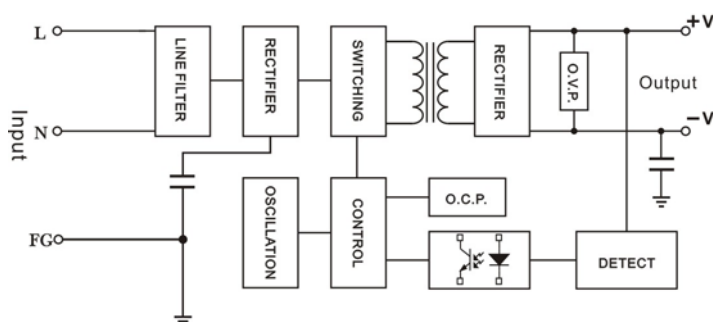 L
N
FG
Input
LINE FILTER
RECTIFIER
SWITCHING
RECTIFIER
O.V.P.
+V
Output
-V
OSCILLATION
CONTROL
O.C.P.
DETECT